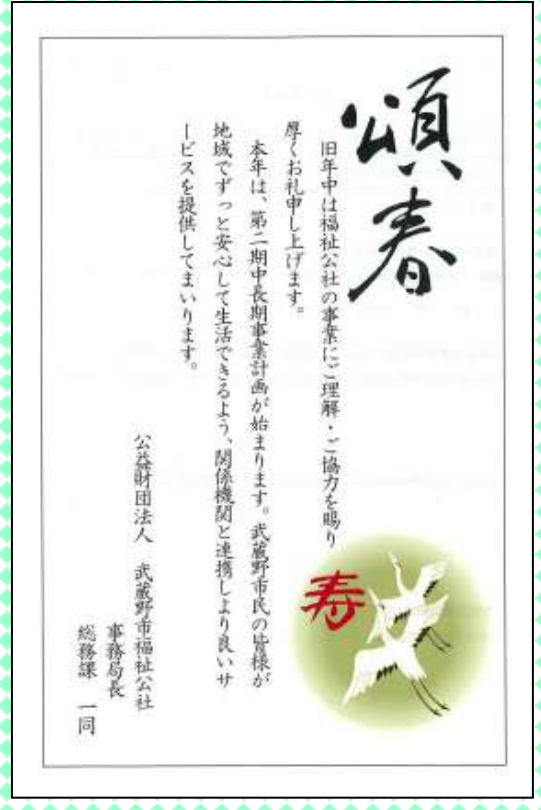 頌春
旧年中は福祉公社の事業にご理解・ご協力を賜り
厚くお礼申し上げます。
本年は、第二期中長期事業計画が始まります。武蔵野市民の皆様が
地域でずっと安心して生活できるよう、関係機関と連携しより良いサ
ービスを提供してまいります。
寿
公益財団法人 武蔵野市福祉公社
事務局長
総務課 一同